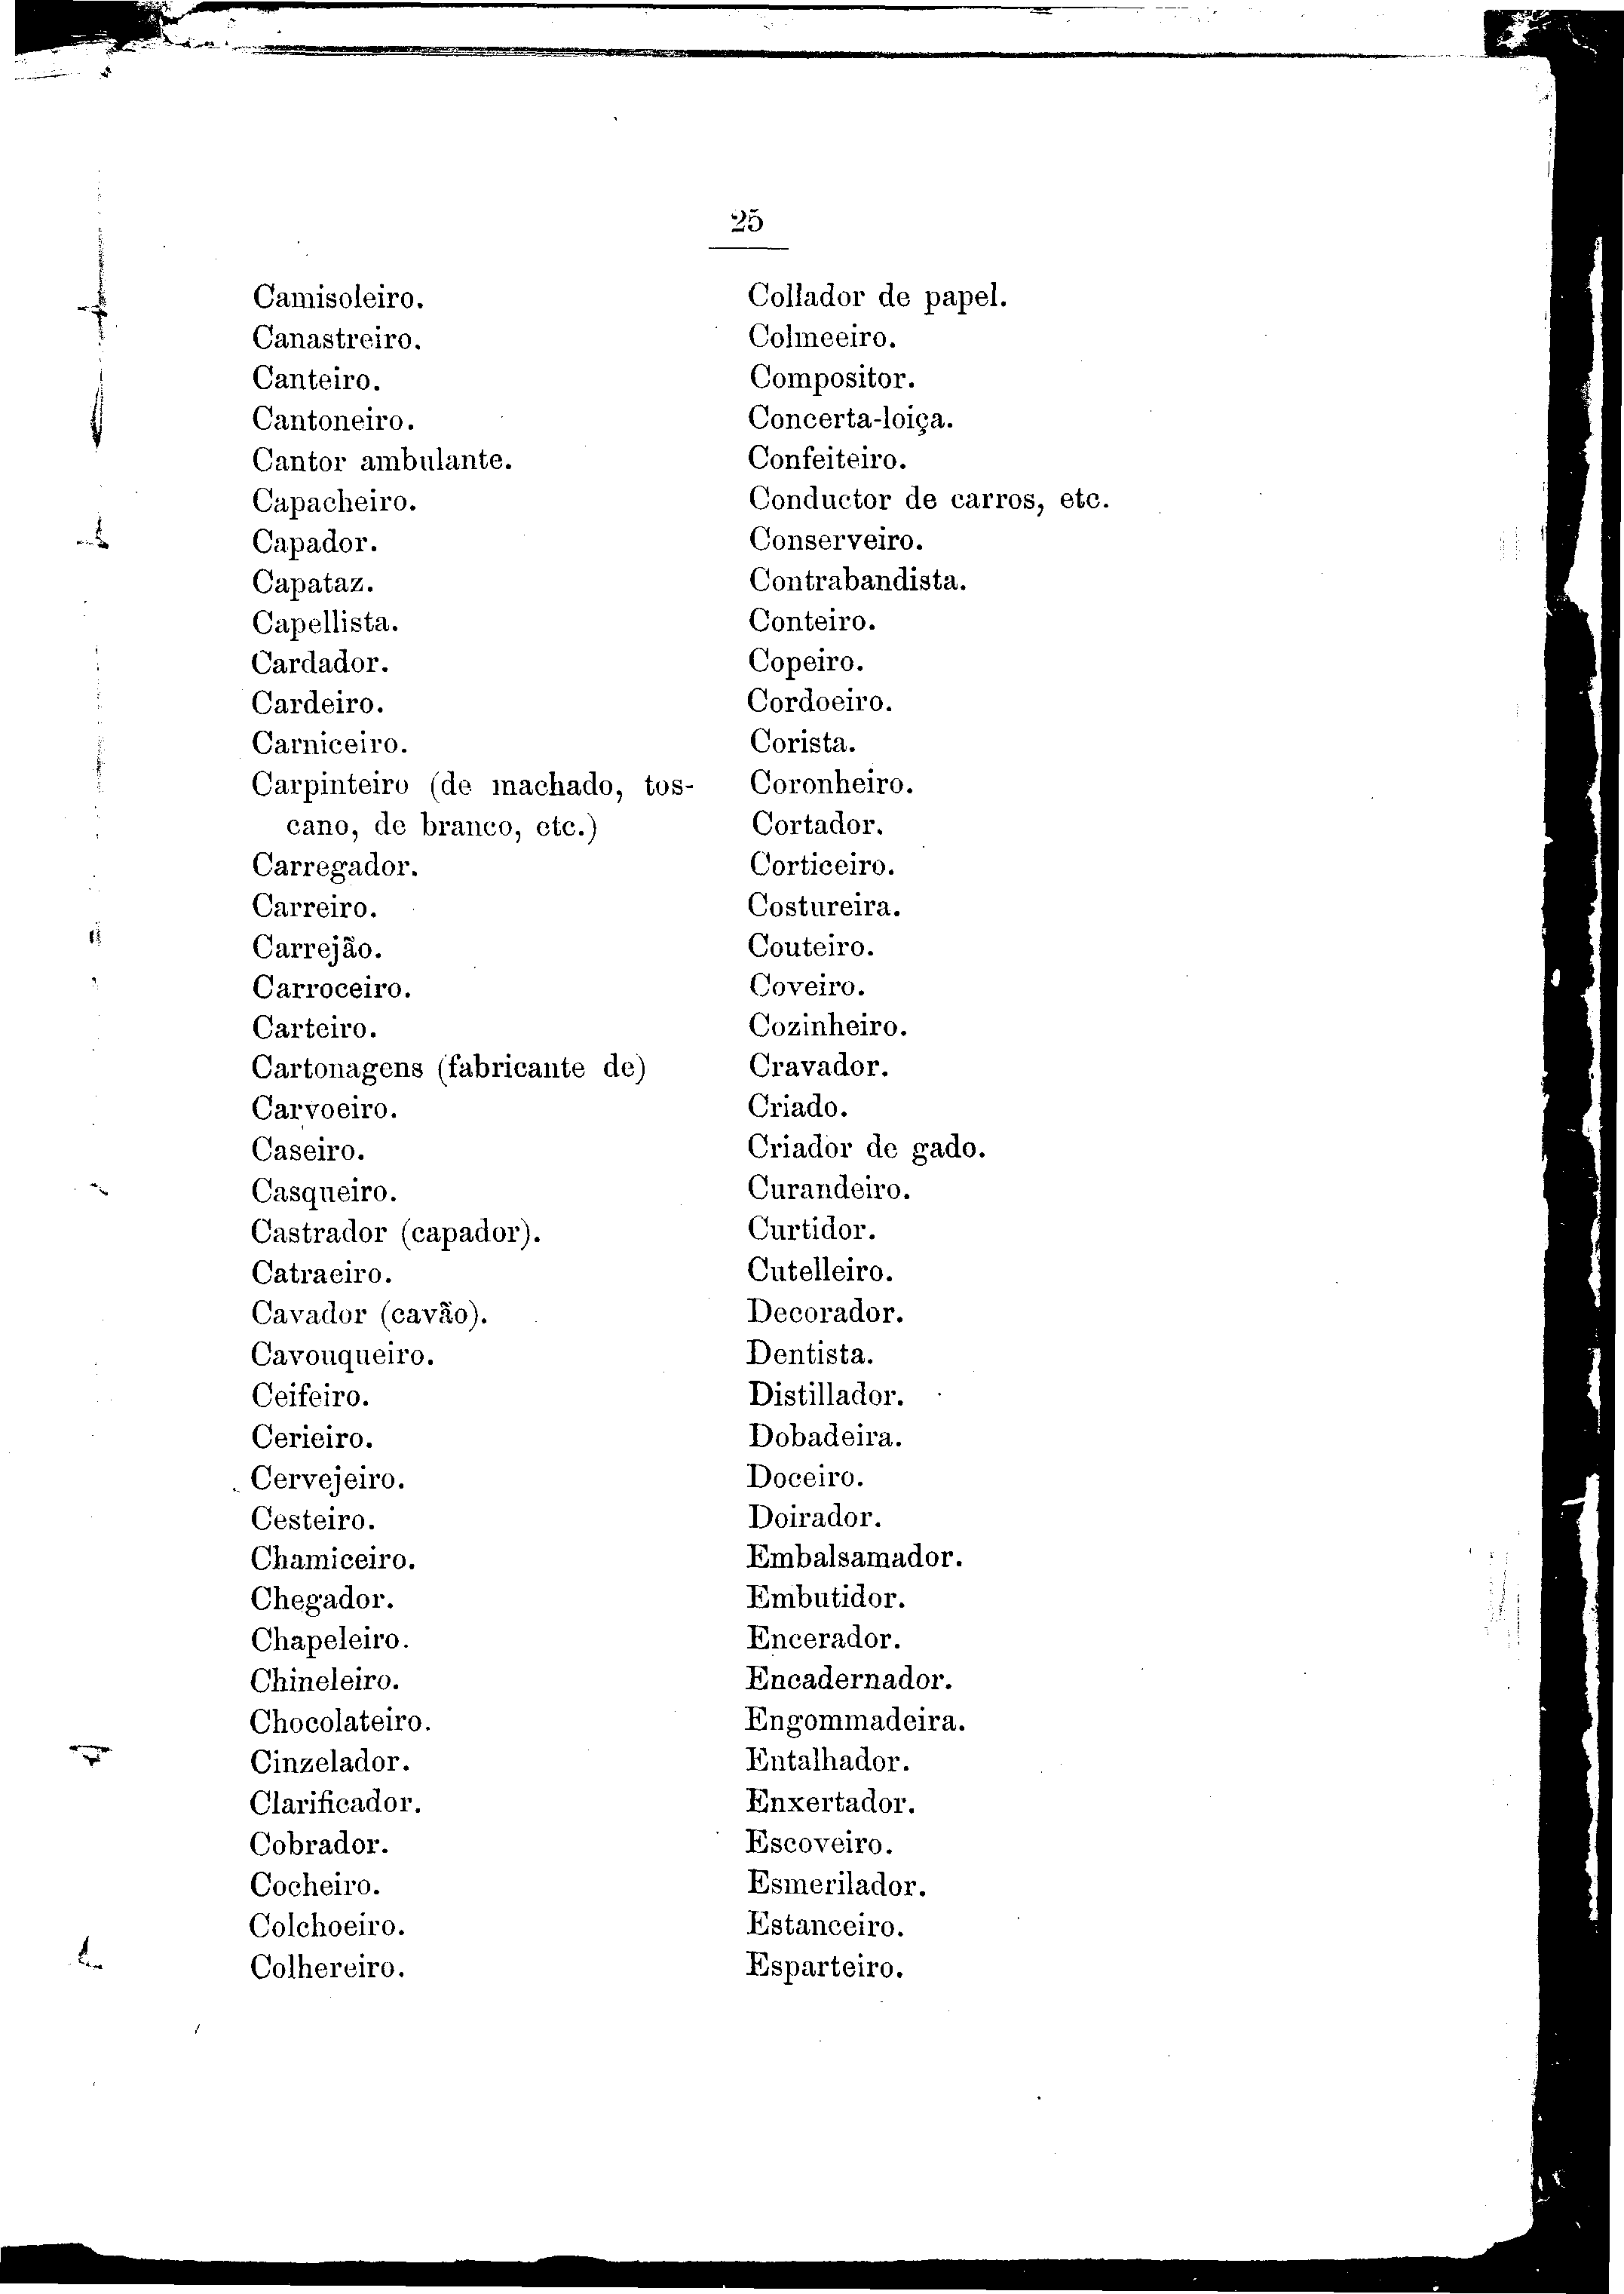 25
Camisoleiro.
Canastreiro.
Canteiro.
Cantoneiro.
Cantor ambulante.
Capacheiro.
Capador.
Capataz.
Capellista.
Cardador.
Cardeiro.
Carniceiro.
Carpinteiro (de machado, tos-
cano, de branco, etc.)
Carregador.
Carreiro.
Carrejão.
Carroceiro.
Carteiro.
Cartonagens (fabricante de)
Carvoeiro.
Caseiro.
Casqueiro.
Castrador (capador).
Catraeiro.
Cavador (cavão).
Cavouqueiro.
Ceifeiro.
Cerieiro.
Cervejeiro.
Cesteiro.
Chamiceiro.
Chegador.
Chapeleiro.
Chineleiro.
Chocolateiro.
Cinzelador.
Clarificador.
Cobrador.
Cocheiro.
Colchoeiro.
Colhereiro.
Collador de papel.
Colmeeiro.
Compositor.
Concerta-loiça.
Confeiteiro.
Conductor de carros, etc.
Conserveiro.
Contrabandista.
Conteiro.
Copeiro.
Cordoeiro.
Corista.
Coronheiro.
Cortador.
Corticeiro.
Costureira.
Couteiro.
Coveiro.
Cozinheiro.
Cravador.
Criado.
Criador de gado.
Curandeiro.
Curtidor.
Cutelleiro.
Decorador.
Dentista.
Distillador.
Dobadeira.
Doceiro.
Doirador.
Embalsamador.
Embutidor.
Encerador.
Encadernador.
Engommadeira.
Entalhador.
Enxertador.
Escoveiro.
Esmerilador.
Estanceiro.
Esparteiro.